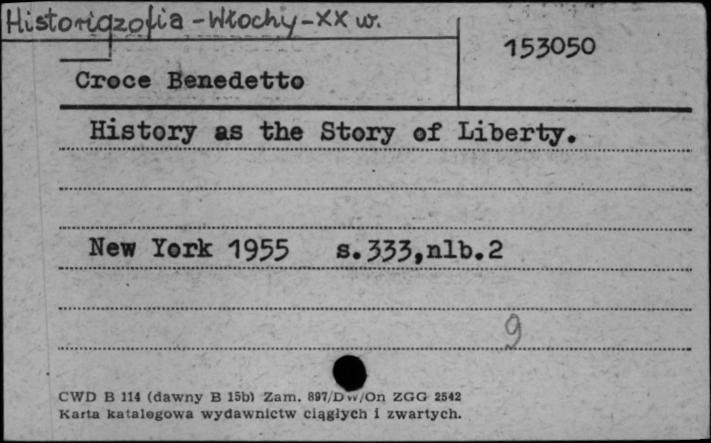 Historiozofia - Włochy - XX w.
153050
Croce Benedetto
History as the Story of Liberty.
New York 1955 s.333,nlb.2
9
CWD B 114 (dawny B 15b) Zam. 897/DW/On ZGG 2542
Karta katalogowa wydawnictw ciągłych i zwartych.